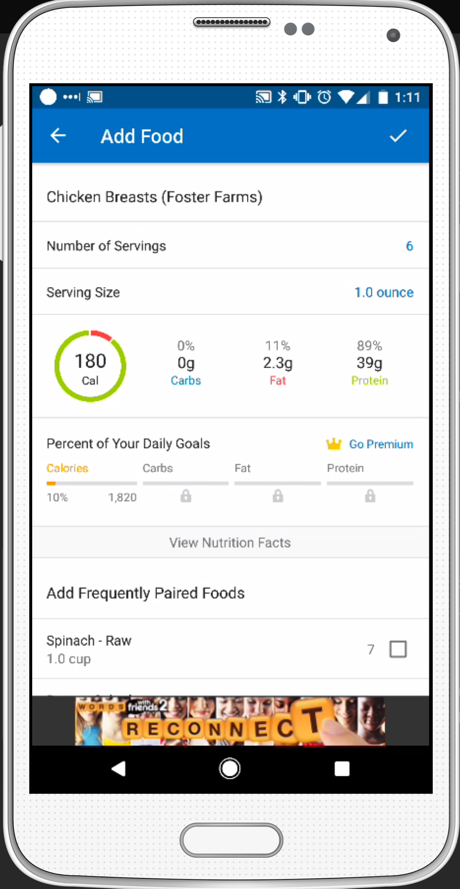 1:11
Add Food
Chicken Breasts (Foster Farms)
Number of Servings 6
Serving Size 1.0 ounce
180
Cal
0% 11% 89%
0g 2.3g 39g
Carbs Fat Protein
Percent of Your Daily Goals Go Premium
Calories Carbs Fat Protein
10% 1,820
View Nutrition Facts
Add Frequently Paired Foods
Spinach - Raw 7
1.0 cup
WORDS with friends 2
RECONNECT